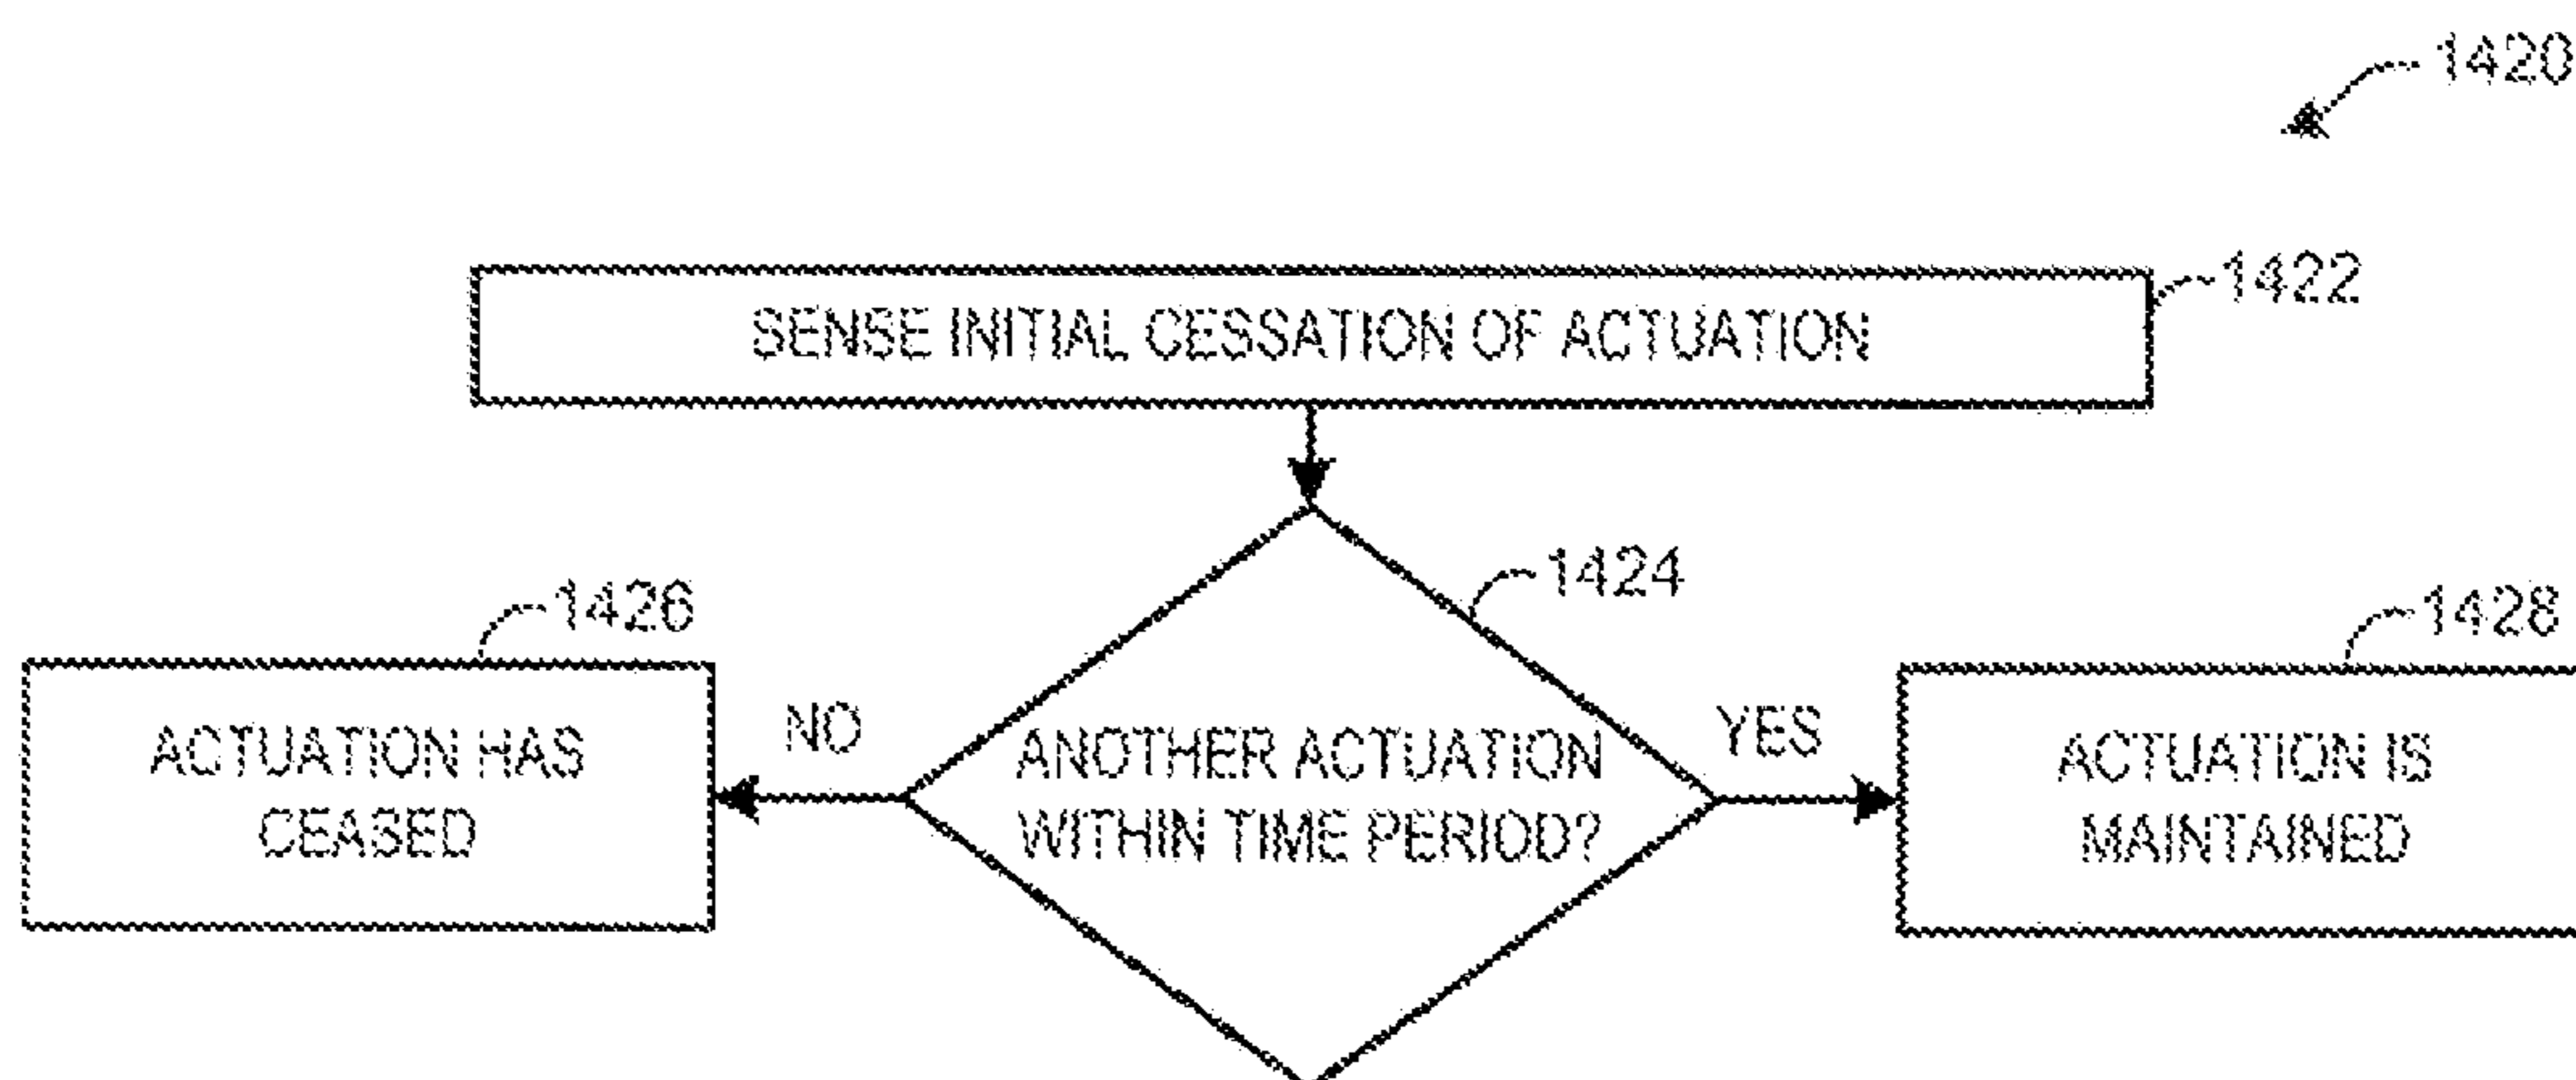 1420
1422
SENSE INITIAL CESSATION OF ACTUATION
1424
1426
1428
NO
YES
ACTUATION HAS
CEASED
ANOTHER ACTUATION
WITHIN TIME PERIOD?
ACTUATION IS
MAINTAINED